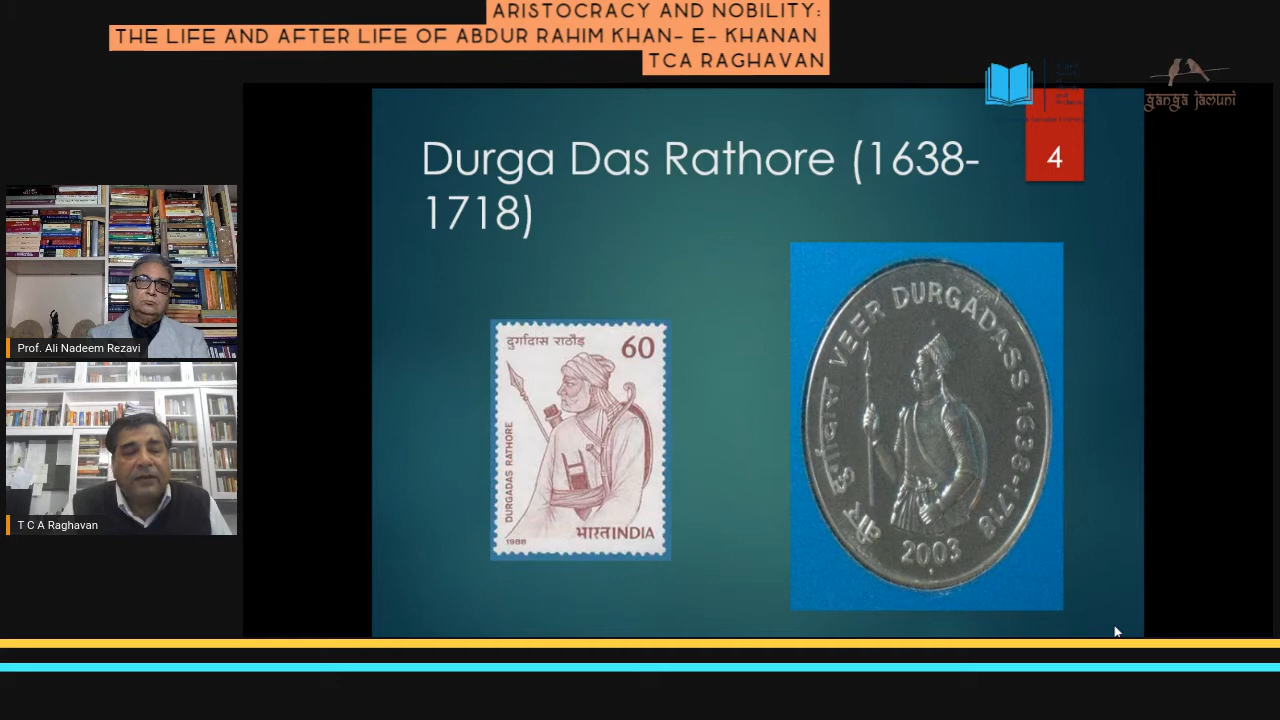 ARISTOCRACY AND NOBILITY:
THE LIFE AND AFTER LIFE OF ABDUR RAHIM KHAN- E- KHANAN
TCA RAGHAVAN
ganga jamuni
Durga Das Rathore (1638-
1718)
4
दुर्गादास राठौड़
60
DURGADAS RATHORE
भारत INDIA
1988
वीर दुर्गादास VEER DURGADASS 1638-1718
2003
Prof. Ali Nadeem Rezavi
T C A Raghavan